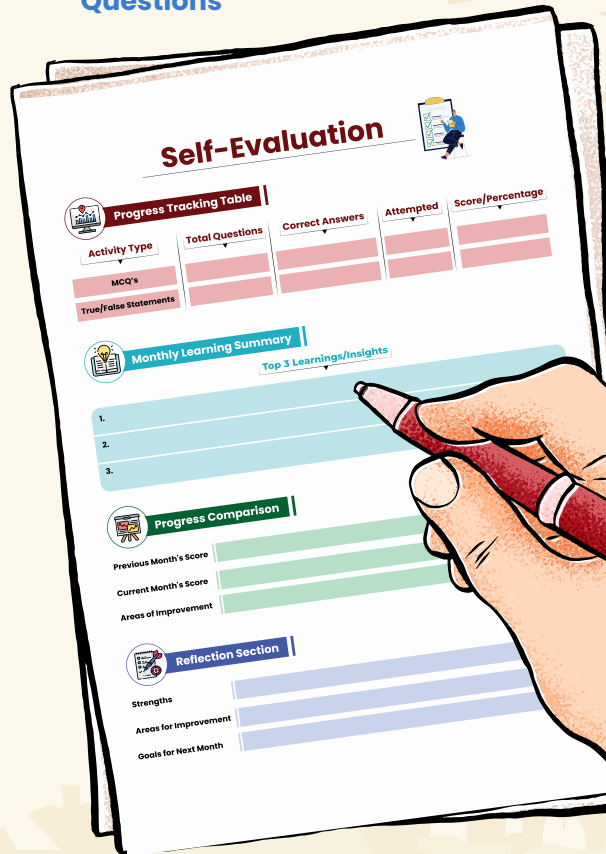 Questions
Self-Evaluation
Progress Tracking Table
Activity Type Total Questions Correct Answers Attempted Score/Percentage
MCQ's
True/False Statements
Monthly Learning Summary
Top 3 Learnings/Insights
1.
2.
3.
Progress Comparison
Previous Month's Score
Current Month's Score
Areas of Improvement
Reflection Section
Strengths
Areas for Improvement
Goals for Next Month